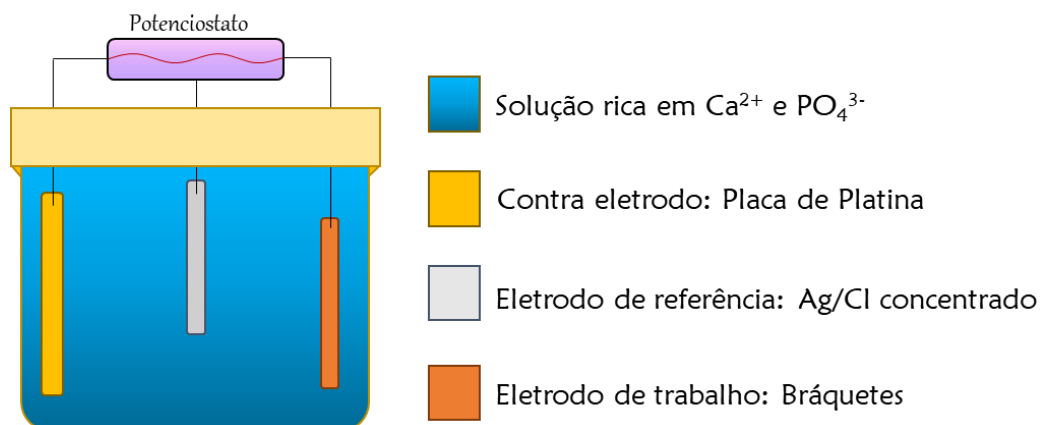 Potenciostato
Solução rica em Ca²⁺ e PO₄³⁻
Contra eletrodo: Placa de Platina
Eletrodo de referência: Ag/Cl concentrado
Eletrodo de trabalho: Bráquetes